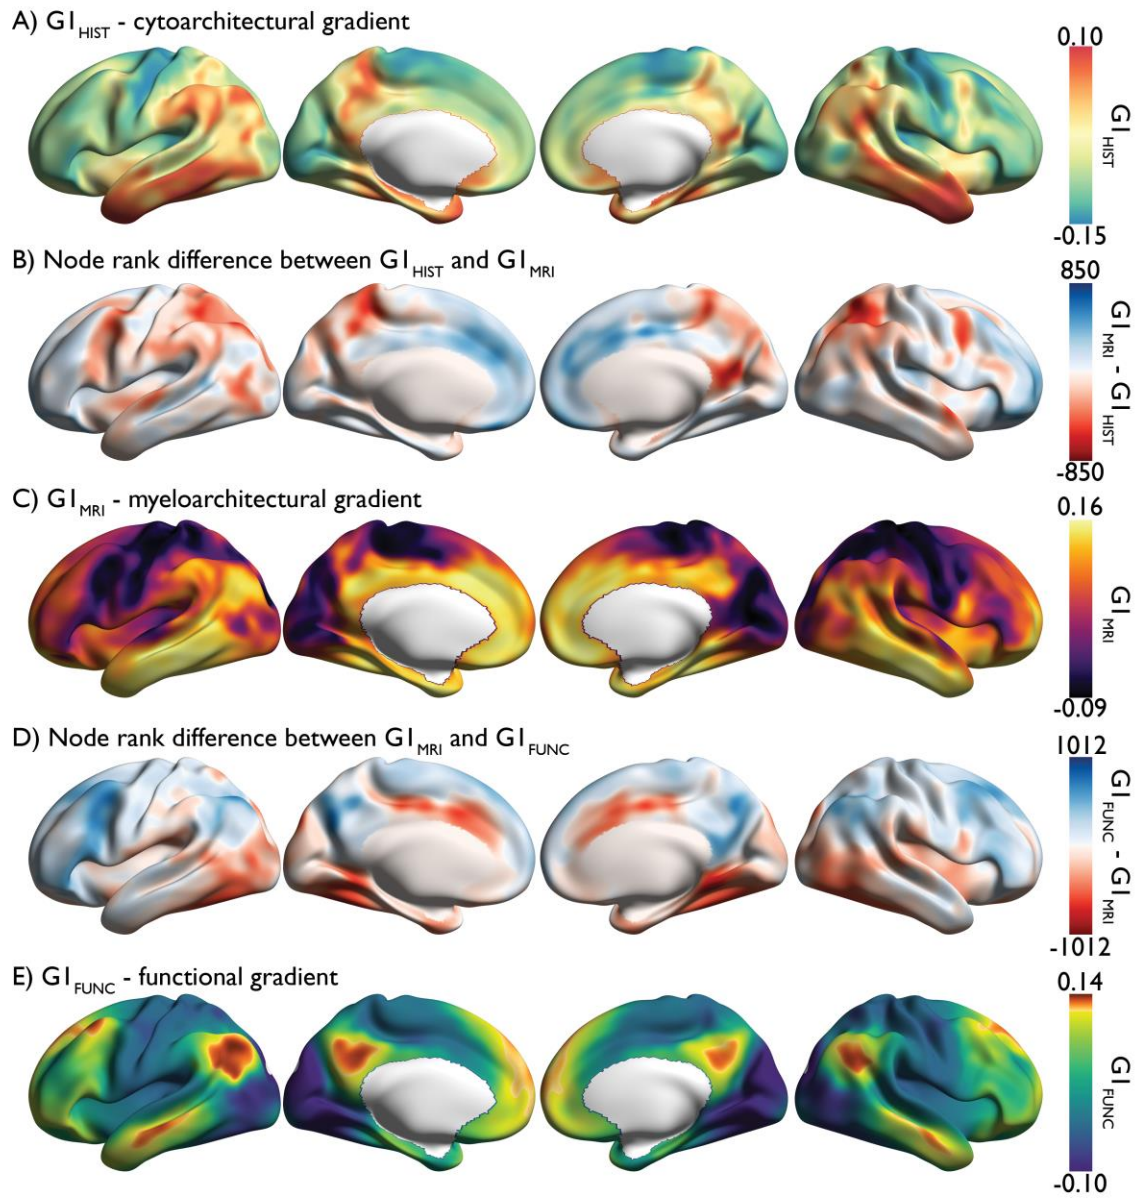 A) G1HIST - cytoarchitectural gradient
0.10
G1HIST
-0.15
B) Node rank difference between G1HIST and G1MRI
850
G1MRI - G1HIST
-850
C) G1MRI - myeloarchitectural gradient
0.16
G1MRI
-0.09
D) Node rank difference between G1MRI and G1FUNC
1012
G1FUNC - G1MRI
-1012
E) G1FUNC - functional gradient
0.14
G1FUNC
-0.10